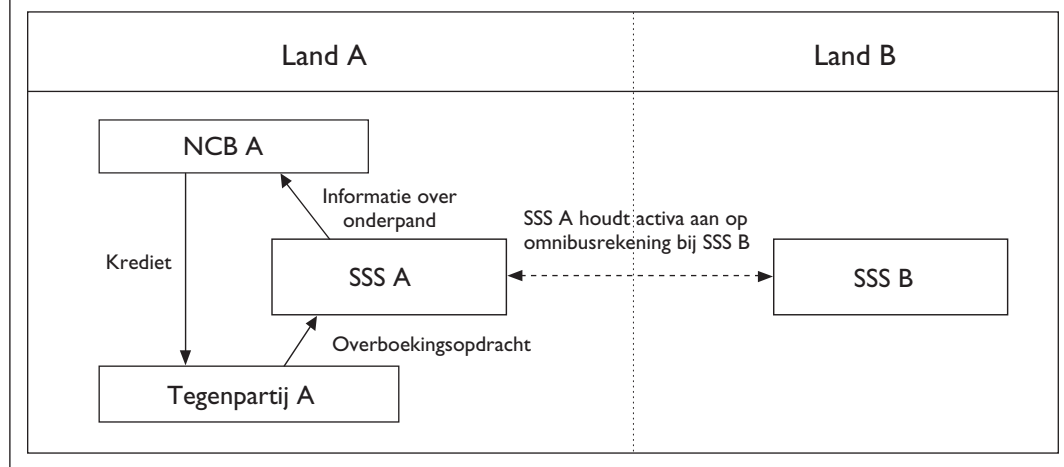 Land A
Land B
NCB A
Informatie over
onderpand
SSS A houdt activa aan op
omnibusrekening bij SSS B
Krediet
SSS A
SSS B
Overboekingsopdracht
Tegenpartij A